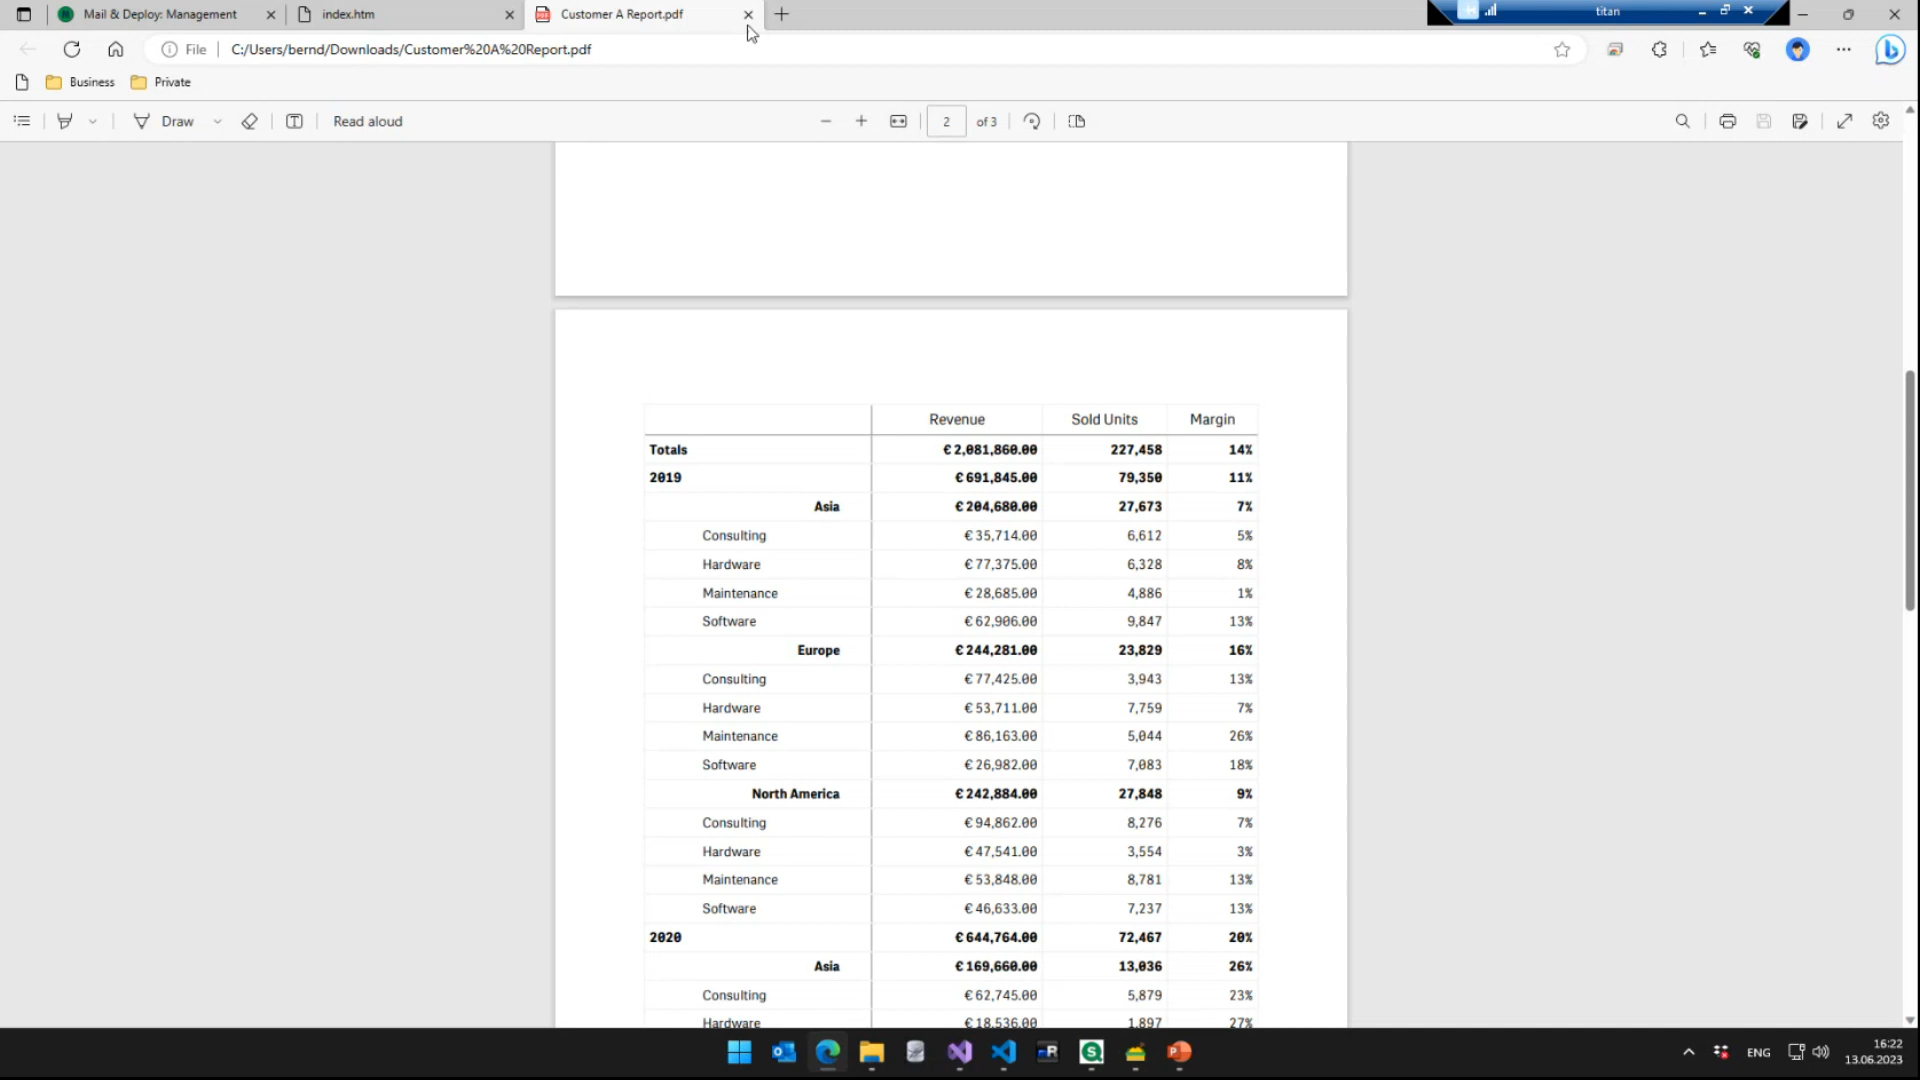 Mail & Deploy: Management
index.htm
Customer A Report.pdf
titan
File C:/Users/bernd/Downloads/Customer%20A%20Report.pdf
Business Private
Draw Read aloud 2 of 3
Revenue Sold Units Margin
Totals € 2,081,860.00 227,458 14%
2019 € 691,845.00 79,350 11%
Asia € 204,680.00 27,673 7%
Consulting € 35,714.00 6,612 5%
Hardware € 77,375.00 6,328 8%
Maintenance € 28,685.00 4,886 1%
Software € 62,906.00 9,847 13%
Europe € 244,281.00 23,829 16%
Consulting € 77,425.00 3,943 13%
Hardware € 53,711.00 7,759 7%
Maintenance € 86,163.00 5,044 26%
Software € 26,982.00 7,083 18%
North America € 242,884.00 27,848 9%
Consulting € 94,862.00 8,276 7%
Hardware € 47,541.00 3,554 3%
Maintenance € 53,848.00 8,781 13%
Software € 46,633.00 7,237 13%
2020 € 644,764.00 72,467 20%
Asia € 169,660.00 13,036 26%
Consulting € 62,745.00 5,879 23%
Hardware € 18,536.00 1,897 27%
ENG
16:22
13.06.2023